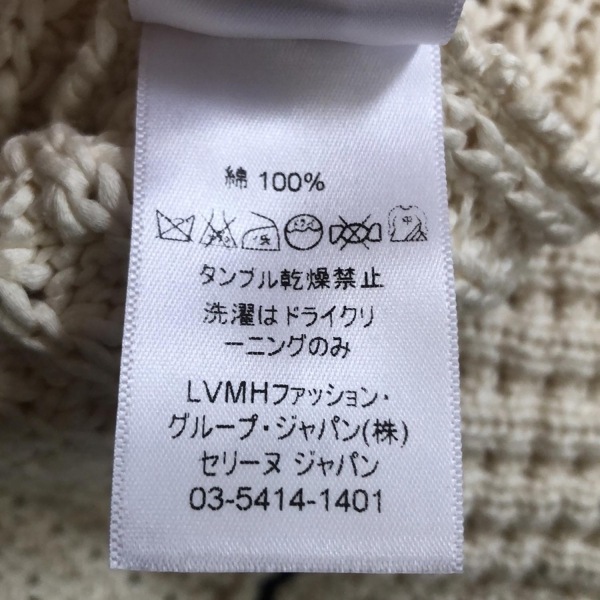 綿 100%
タンブル乾燥禁止
洗濯はドライクリ
ーニングのみ
LVMHファッション・
グループ・ジャパン(株)
セリーヌ ジャパン
03-5414-1401